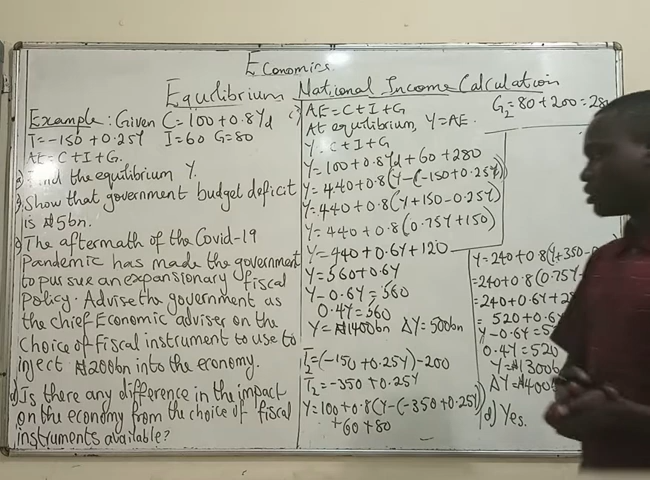 Economics
Equilibrium National Income Calculation
Example: Given C=100+0.8Yd
T=-150+0.25Y I=60 G=80
AE=C+I+G.
a) Find the equilibrium Y.
b) Show that government budget deficit
is ₦5bn.
c) The aftermath of the Covid-19
Pandemic has made the government
to pursue an expansionary fiscal
Policy. Advise the government as
the chief Economic adviser on the
choice of fiscal instrument to use to
inject ₦200bn into the economy.
d) Is there any difference in the impact
on the economy from the choice of fiscal
instruments available?
c) AE=C+I+G
At equilibrium, Y=AE.
Y=C+I+G
Y=100+0.8Yd+60+280
Y=440+0.8(Y-(-150+0.25Y)
Y=440+0.8(Y+150-0.25Y)
Y=440+0.8(0.75Y+150)
Y=440+0.6Y+120
Y=560+0.6Y
Y-0.6Y=560
0.4Y=560
Y=₦1400bn ΔY=500bn
T2=(-150+0.25Y)-200
T2=-350+0.25Y
Y=100+0.8(Y-(-350+0.25Y)
+60+80
G2=80+200=28
Y=240+0.8(Y+350-0
=240+0.8(0.75Y
=240+0.6Y+2
=520+0.6
Y-0.6Y=5
0.4Y=520
Y=₦1300b
ΔY=₦400
d) Yes.